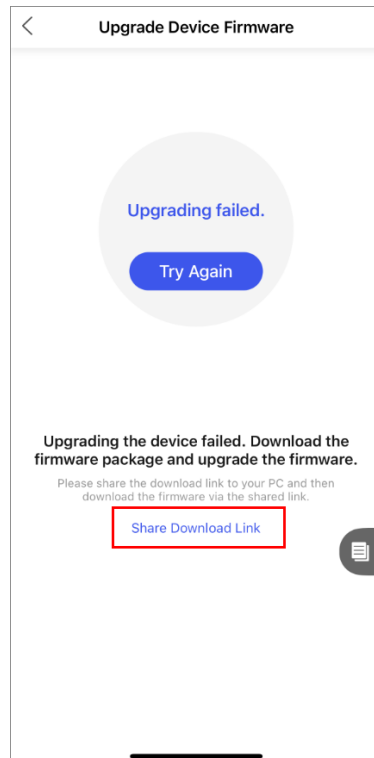 Upgrade Device Firmware
Upgrading failed.
Try Again
Upgrading the device failed. Download the
firmware package and upgrade the firmware.
Please share the download link to your PC and then
download the firmware via the shared link.
Share Download Link